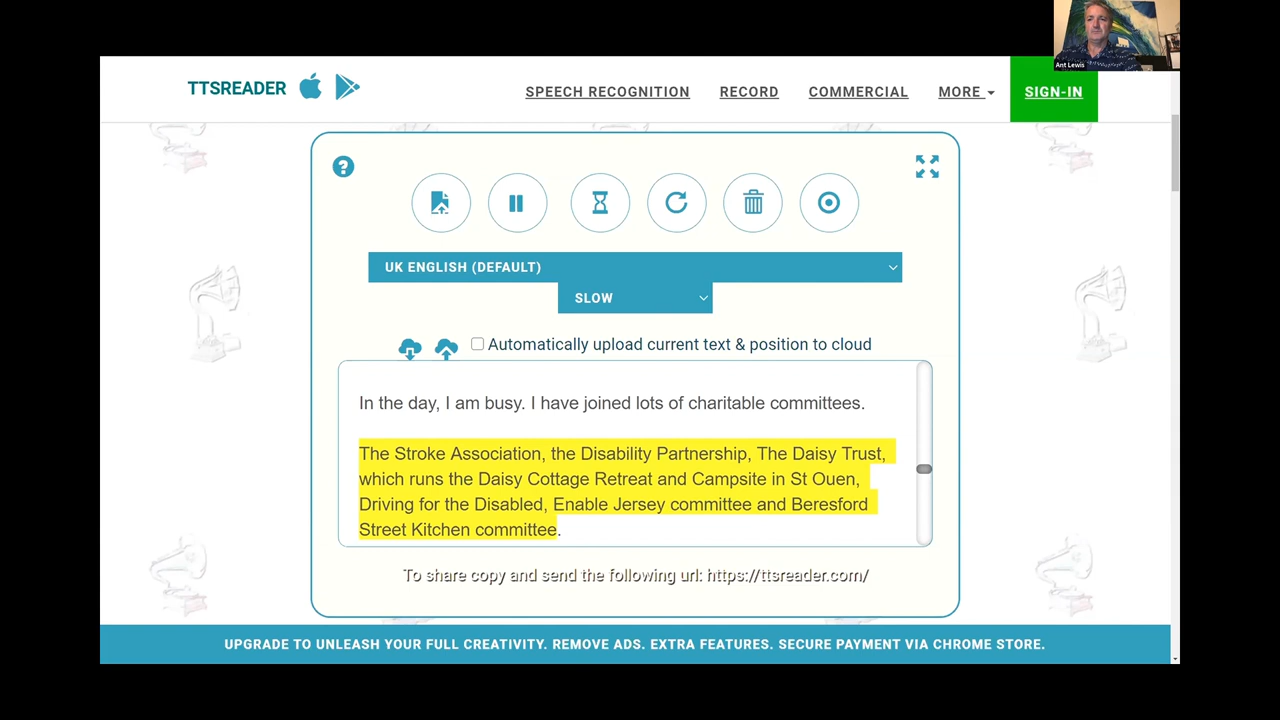 Ant Lewis
TTSREADER
SPEECH RECOGNITION RECORD COMMERCIAL MORE SIGN-IN
?
UK ENGLISH (DEFAULT)
SLOW
Automatically upload current text & position to cloud
In the day, I am busy. I have joined lots of charitable committees.
The Stroke Association, the Disability Partnership, The Daisy Trust,
which runs the Daisy Cottage Retreat and Campsite in St Ouen,
Driving for the Disabled, Enable Jersey committee and Beresford
Street Kitchen committee.
To share copy and send the following url: https://ttsreader.com/
UPGRADE TO UNLEASH YOUR FULL CREATIVITY. REMOVE ADS. EXTRA FEATURES. SECURE PAYMENT VIA CHROME STORE.